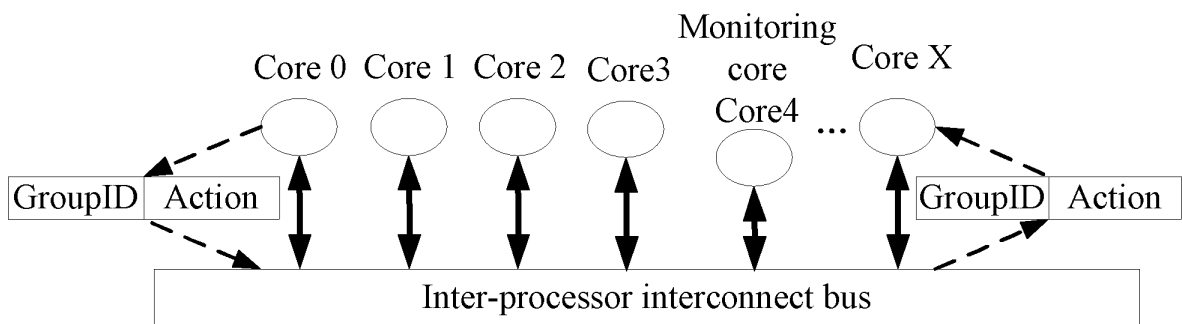 Core 0
Core 1
Core 2
Core3
Monitoring
core
Core4
...
Core X
GroupID
Action
GroupID
Action
Inter-processor interconnect bus